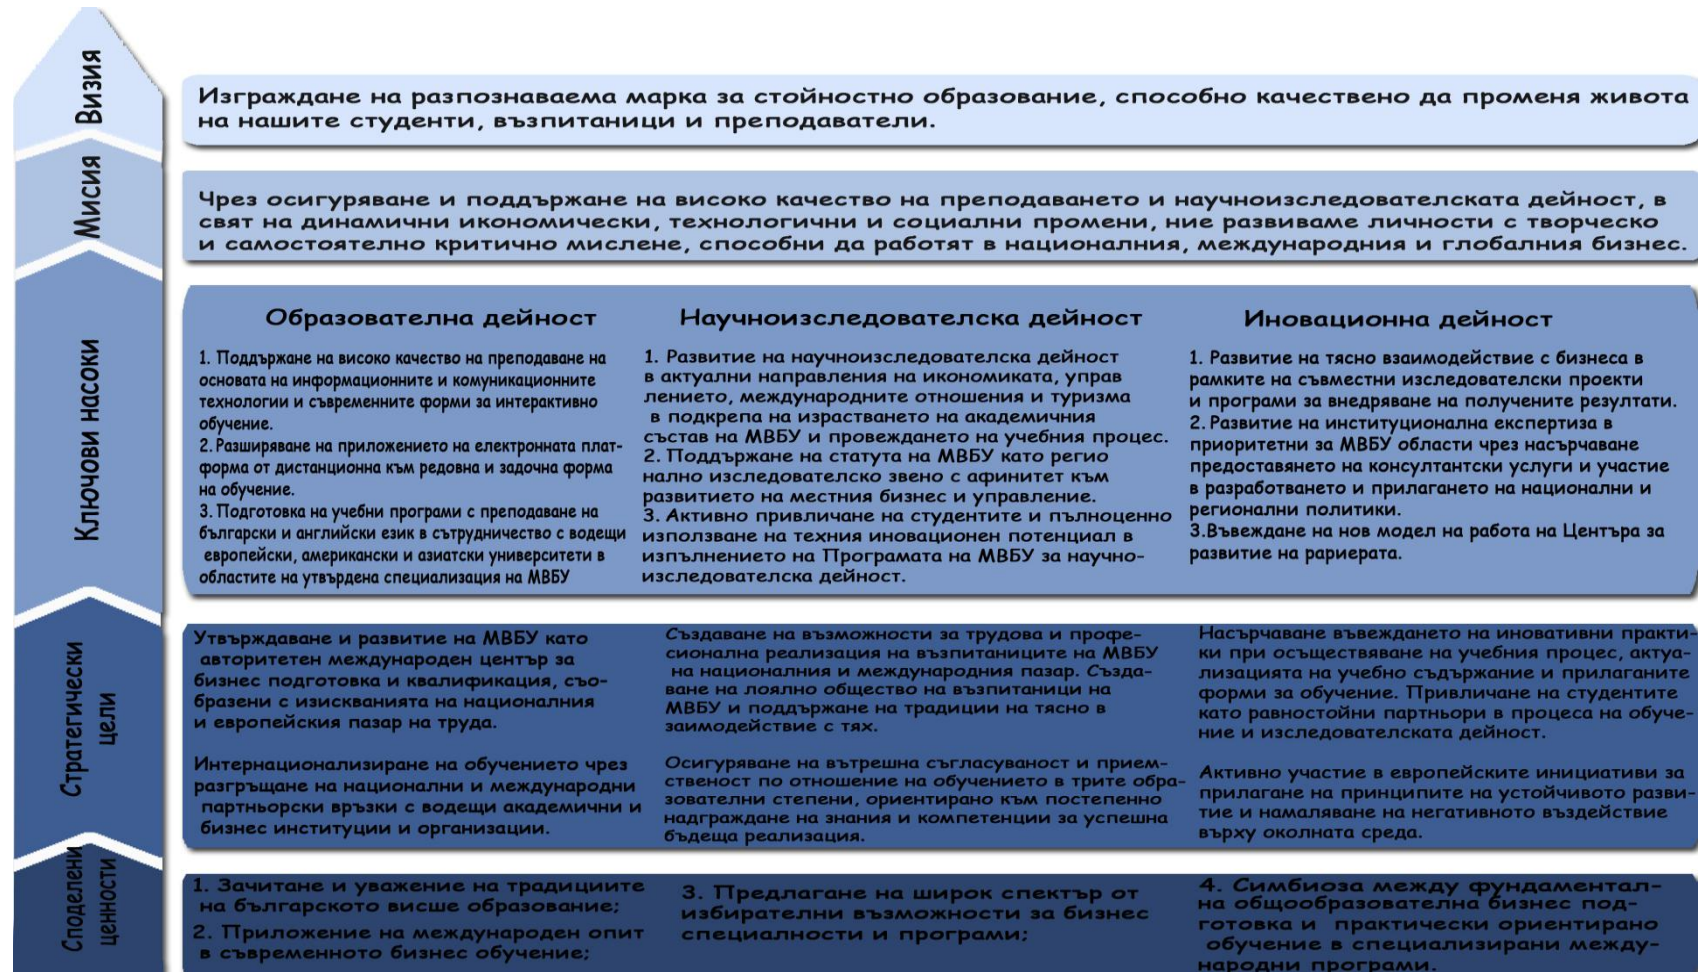 Визия
Изграждане на разпознаваема марка за стойностно образование, способно качествено да променя живота
на нашите студенти, възпитаници и преподаватели.
Мисия
Чрез осигуряване и поддържане на високо качество на преподаването и научноизследователската дейност, в
свят на динамични икономически, технологични и социални промени, ние развиваме личности с творческо
и самостоятелно критично мислене, способни да работят в националния, международния и глобалния бизнес.
Ключови насоки
Образователна дейност
1. Поддържане на високо качество на преподаване на
основата на информационните и комуникационните
технологии и съвременните форми за интерактивно
обучение.
2. Разширяване на приложението на електронната плат-
форма от дистанционна към редовна и задочна форма
на обучение.
3. Подготовка на учебни програми с преподаване на
български и английски език в сътрудничество с водещи
европейски, американски и азиатски университети в
областите на утвърдена специализация на МВБУ
Научноизследователска дейност
1. Развитие на научноизследователска дейност
в актуални направления на икономиката, управ
лението, международните отношения и туризма
в подкрепа на израстването на академичния
състав на МВБУ и провеждането на учебния процес.
2. Поддържане на статута на МВБУ като регио
нално изследователско звено с афинитет към
развитието на местния бизнес и управление.
3. Активно привличане на студентите и пълноценно
използване на техния иновационен потенциал в
изпълнението на Програмата на МВБУ за научно-
изследователска дейност.
Иновационна дейност
1. Развитие на тясно взаимодействие с бизнеса в
рамките на съвместни изследователски проекти
и програми за внедряване на получените резултати.
2. Развитие на институционална експертиза в
приоритетни за МВБУ области чрез насърчаване
предоставянето на консултантски услуги и участие
в разработването и прилагането на национални и
регионални политики.
3.Въвеждане на нов модел на работа на Центъра за
развитие на рариерата.
Стратегически
цели
Утвърждаване и развитие на МВБУ като
авторитетен международен център за
бизнес подготовка и квалификация, съо-
бразени с изискванията на националния
и европейския пазар на труда.
Интернационализиране на обучението чрез
разгръщане на национални и международни
партньорски връзки с водещи академични и
бизнес институции и организации.
Създаване на възможности за трудова и профе-
сионална реализация на възпитаниците на МВБУ
на националния и международния пазар. Създа-
ване на лоялно общество на възпитаници на
МВБУ и поддържане на традиции на тясно в
заимодействие с тях.
Осигуряване на вътрешна съгласуваност и прием-
ственост по отношение на обучението в трите обра-
зователни степени, ориентирано към постепенно
надграждане на знания и компетенции за успешна
бъдеща реализация.
Насърчаване въвеждането на иновативни практи-
ки при осъществяване на учебния процес, актуа-
лизацията на учебно съдържание и прилаганите
форми за обучение. Привличане на студентите
като равностойни партньори в процеса на обуче-
ние и изследователската дейност.
Активно участие в европейските инициативи за
прилагане на принципите на устойчивото разви-
тие и намаляване на негативното въздействие
върху околната среда.
Споделени
ценности
1. Зачитане и уважение на традициите
на българското висше образование;
2. Приложение на международен опит
в съвременното бизнес обучение;
3. Предлагане на широк спектър от
избирателни възможности за бизнес
специалности и програми;
4. Симбиоза между фундаментал-
на общообразователна бизнес под-
готовка и практически ориентирано
обучение в специализирани между-
народни програми.